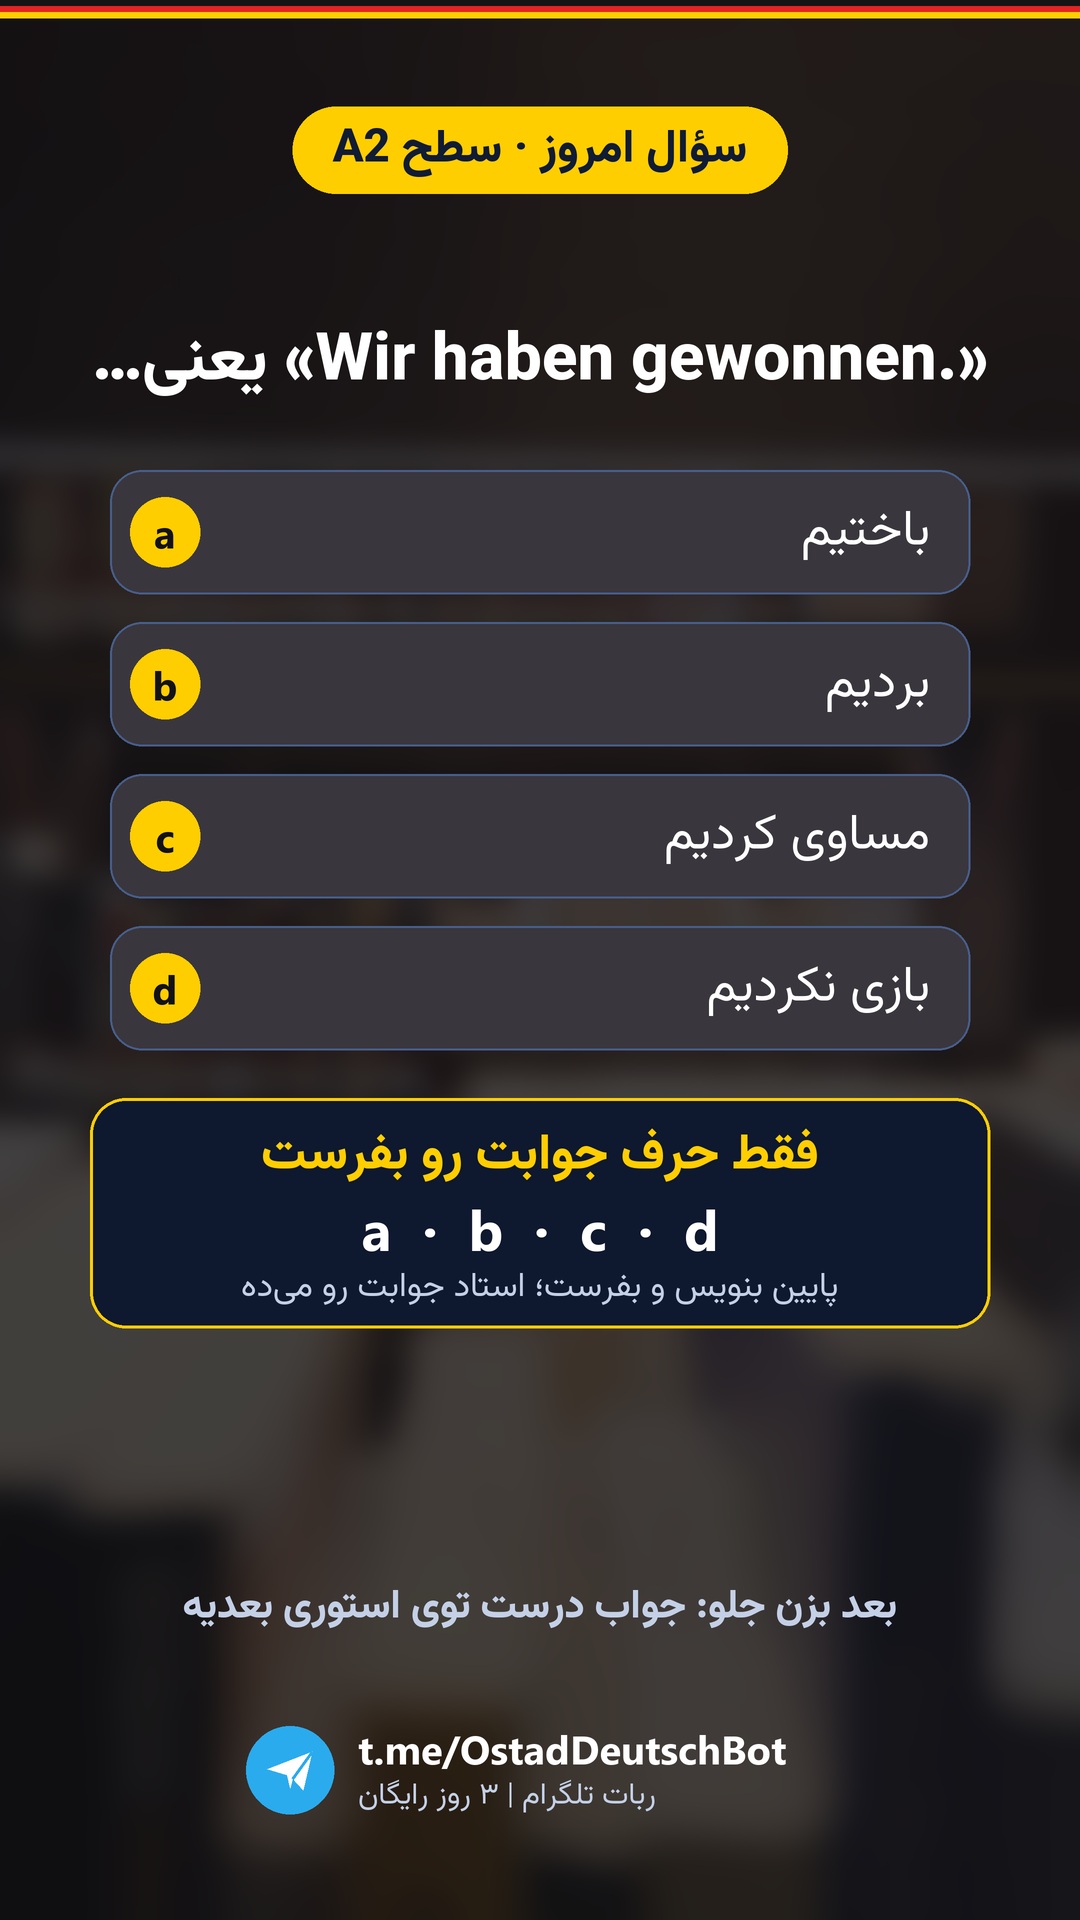 سؤال امروز · سطح A2
«Wir haben gewonnen.» یعنی...
a باختیم
b بردیم
c مساوی کردیم
d بازی نکردیم
فقط حرف جوابت رو بفرست
a · b · c · d
پایین بنویس و بفرست؛ استاد جوابت رو می‌ده
بعد بزن جلو: جواب درست توی استوری بعدیه
t.me/OstadDeutschBot
ربات تلگرام | ۳ روز رایگان